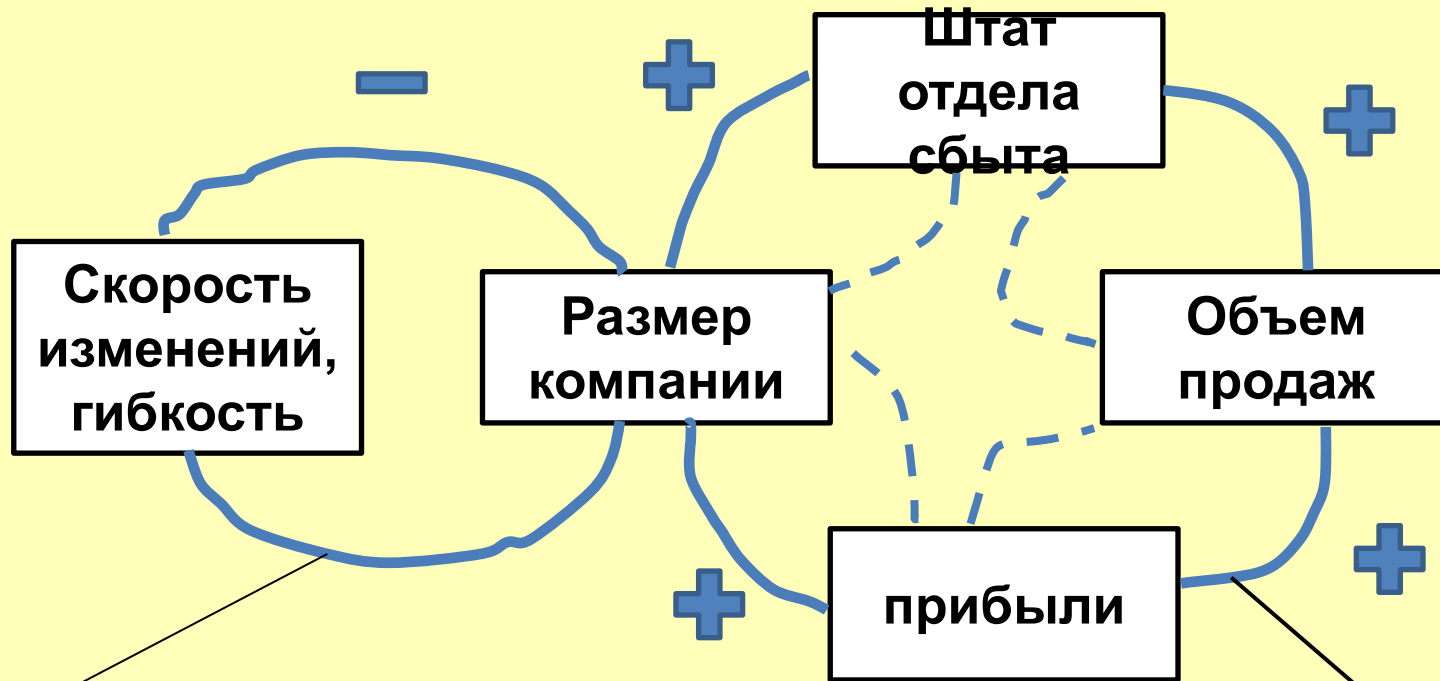 Штат
отдела
сбыта
Скорость
изменений,
гибкость
Размер
компании
Объем
продаж
прибыли